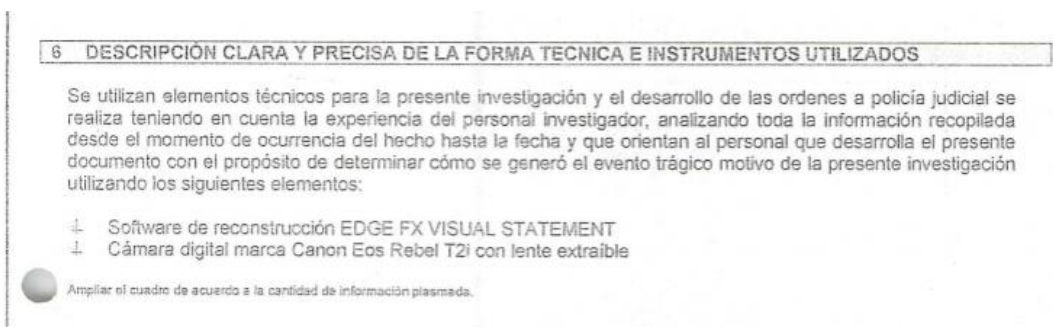 6 DESCRIPCIÓN CLARA Y PRECISA DE LA FORMA TECNICA E INSTRUMENTOS UTILIZADOS
Se utilizan elementos técnicos para la presente investigación y el desarrollo de las ordenes a policía judicial se
realiza teniendo en cuenta la experiencia del personal investigador, analizando toda la información recopilada
desde el momento de ocurrencia del hecho hasta la fecha y que orientan al personal que desarrolla el presente
documento con el propósito de determinar cómo se generó el evento trágico motivo de la presente investigación
utilizando los siguientes elementos:
Software de reconstrucción EDGE FX VISUAL STATEMENT
Cámara digital marca Canon Eos Rebel T2i con lente extraíble
Ampliar el cuadro de acuerdo a la cantidad de información plasmada.